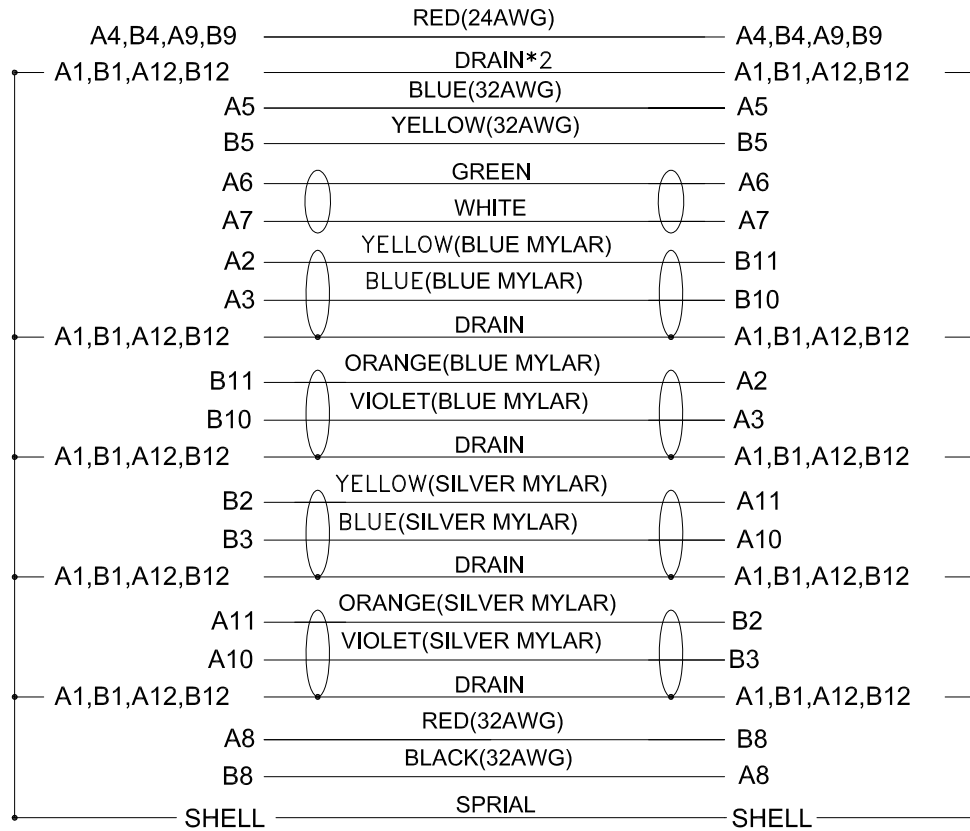 RED(24AWG)
A4,B4,A9,B9 A4,B4,A9,B9
DRAIN*2
A1,B1,A12,B12 A1,B1,A12,B12
BLUE(32AWG)
A5 A5
YELLOW(32AWG)
B5 B5
GREEN
A6 A6
WHITE
A7 A7
YELLOW(BLUE MYLAR)
A2 B11
BLUE(BLUE MYLAR)
A3 B10
DRAIN
A1,B1,A12,B12 A1,B1,A12,B12
ORANGE(BLUE MYLAR)
B11 A2
VIOLET(BLUE MYLAR)
B10 A3
DRAIN
A1,B1,A12,B12 A1,B1,A12,B12
YELLOW(SILVER MYLAR)
B2 A11
BLUE(SILVER MYLAR)
B3 A10
DRAIN
A1,B1,A12,B12 A1,B1,A12,B12
ORANGE(SILVER MYLAR)
A11 B2
VIOLET(SILVER MYLAR)
A10 B3
DRAIN
A1,B1,A12,B12 A1,B1,A12,B12
RED(32AWG)
A8 B8
BLACK(32AWG)
B8 A8
SPRIAL
SHELL SHELL